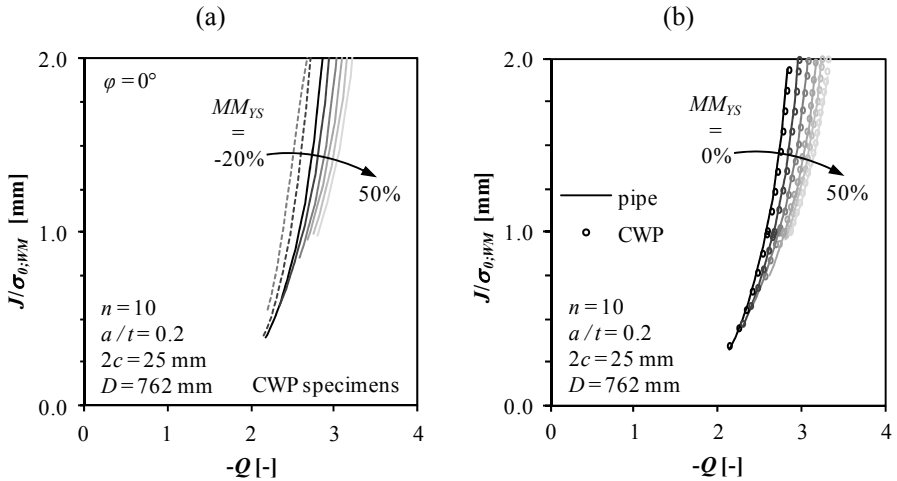 (a)
2.0
φ = 0°
MM_YS
=
-20%
50%
J/σ_0;WM [mm]
1.0
n = 10
a/t = 0.2
2c = 25 mm
D = 762 mm
CWP specimens
0.0
0 1 2 3 4
-Q [-]
(b)
2.0
MM_YS
=
0%
50%
pipe
CWP
J/σ_0;WM [mm]
1.0
n = 10
a/t = 0.2
2c = 25 mm
D = 762 mm
0.0
0 1 2 3 4
-Q [-]